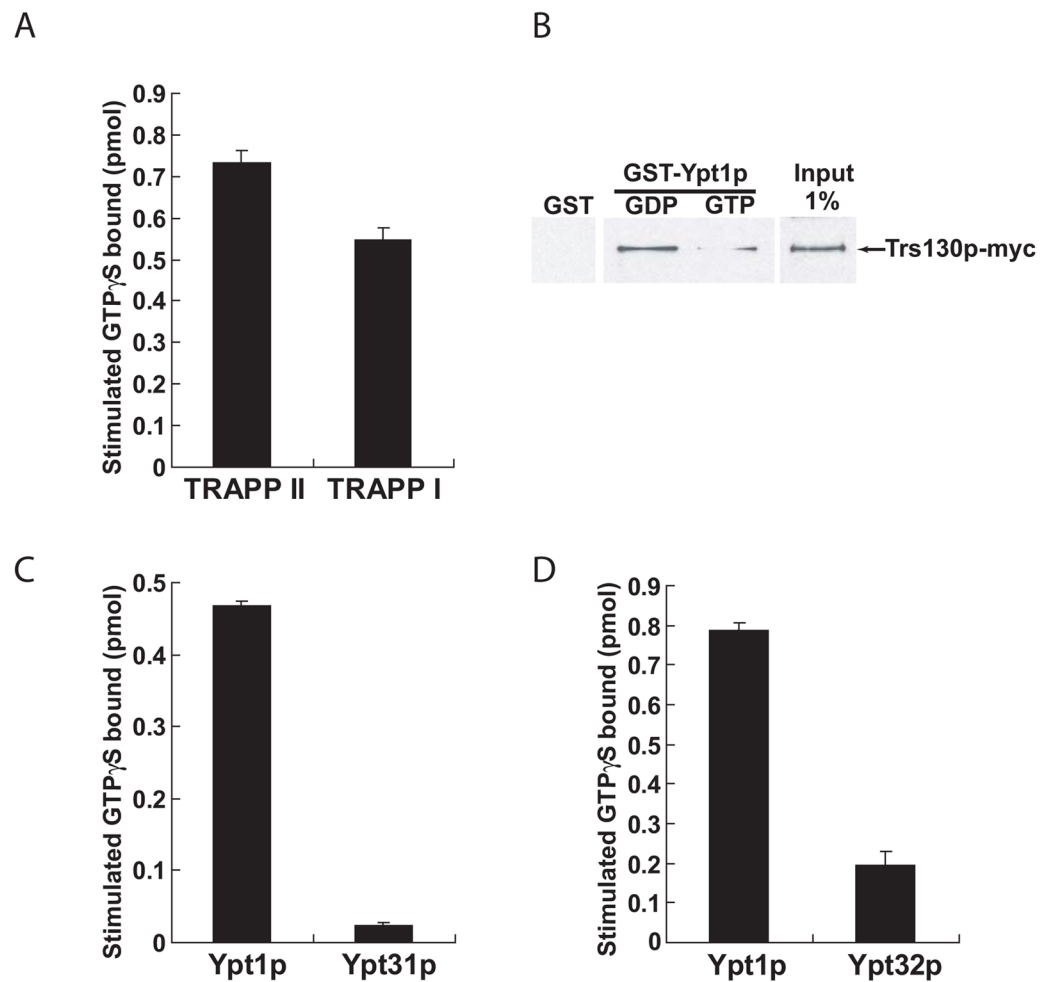 A
Stimulated GTPγS bound (pmol)
0.9
0.8
0.7
0.6
0.5
0.4
0.3
0.2
0.1
0
TRAPP II TRAPP I
B
GST-Ypt1p
Input
1%
GST GDP GTP
Trs130p-myc
C
Stimulated GTPγS bound (pmol)
0.5
0.4
0.3
0.2
0.1
0
Ypt1p Ypt31p
D
Stimulated GTPγS bound (pmol)
0.9
0.8
0.7
0.6
0.5
0.4
0.3
0.2
0.1
0
Ypt1p Ypt32p